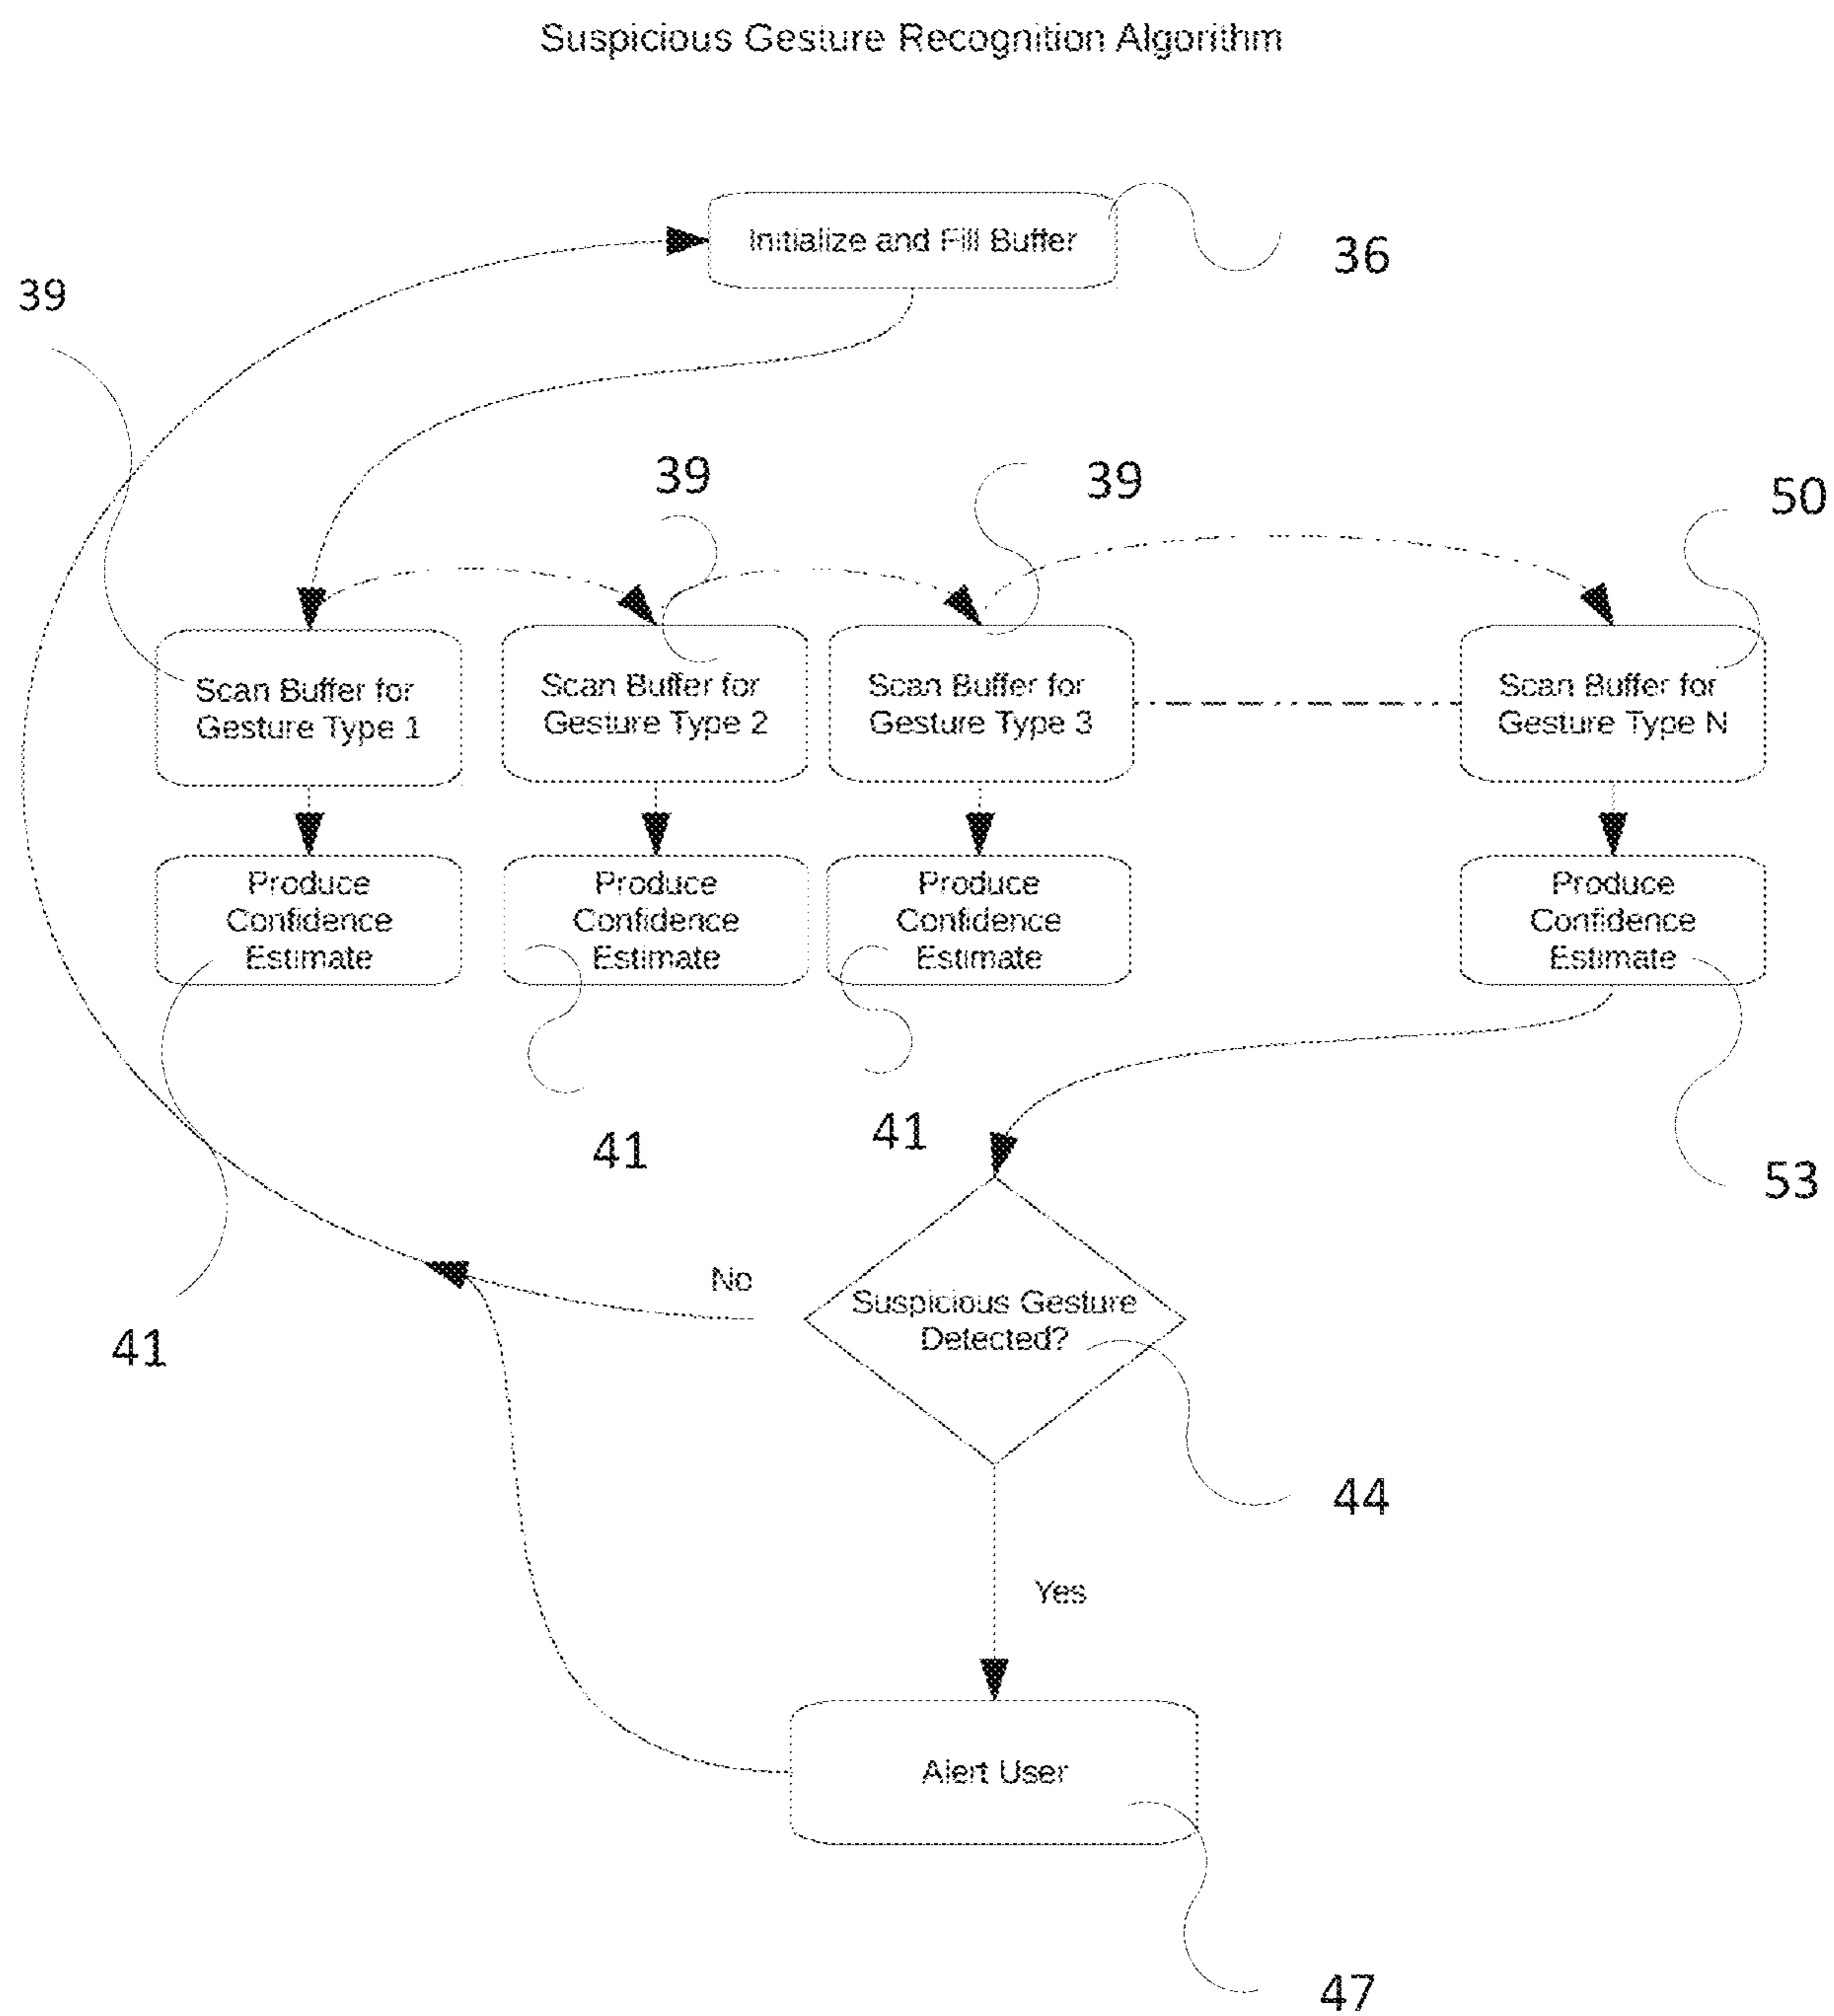 Suspicious Gesture Recognition Algorithm
Initialize and Fill Buffer
36
39
39
39
50
Scan Buffer for
Gesture Type 1
Scan Buffer for
Gesture Type 2
Scan Buffer for
Gesture Type 3
Scan Buffer for
Gesture Type N
Produce
Confidence
Estimate
Produce
Confidence
Estimate
Produce
Confidence
Estimate
Produce
Confidence
Estimate
41
41
53
41
No
Suspicious Gesture
Detected?
44
Yes
Alert User
47